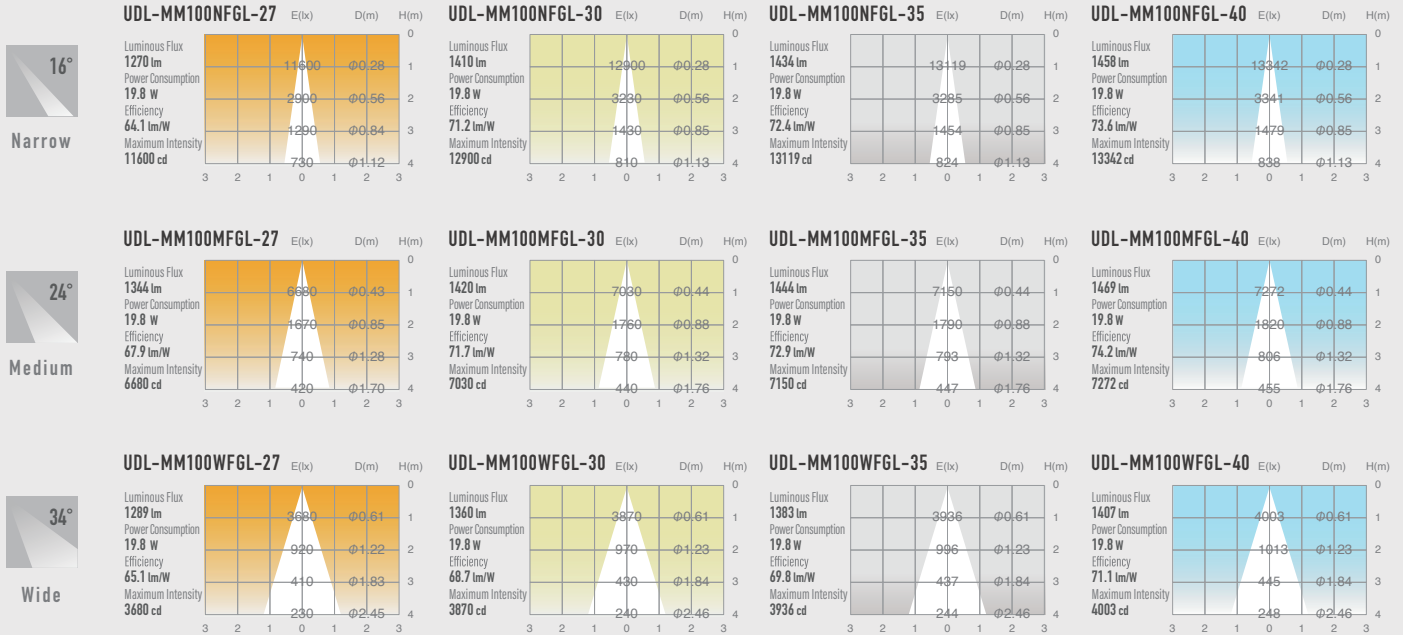 16°
Narrow
UDL-MM100NFGL-27 E(lx) D(m) H(m)
Luminous Flux
1270 lm
Power Consumption
19.8 W
Efficiency
64.1 lm/W
Maximum Intensity
11600 cd
0
11600 Φ0.28 1
2900 Φ0.56 2
1290 Φ0.84 3
730 Φ1.12 4
3 2 1 0 1 2 3
UDL-MM100NFGL-30 E(lx) D(m) H(m)
Luminous Flux
1410 lm
Power Consumption
19.8 W
Efficiency
71.2 lm/W
Maximum Intensity
12900 cd
0
12900 Φ0.28 1
3230 Φ0.56 2
1430 Φ0.85 3
810 Φ1.13 4
3 2 1 0 1 2 3
UDL-MM100NFGL-35 E(lx) D(m) H(m)
Luminous Flux
1434 lm
Power Consumption
19.8 W
Efficiency
72.4 lm/W
Maximum Intensity
13119 cd
0
13119 Φ0.28 1
3285 Φ0.56 2
1454 Φ0.85 3
824 Φ1.13 4
3 2 1 0 1 2 3
UDL-MM100NFGL-40 E(lx) D(m) H(m)
Luminous Flux
1458 lm
Power Consumption
19.8 W
Efficiency
73.6 lm/W
Maximum Intensity
13342 cd
0
13342 Φ0.28 1
3341 Φ0.56 2
1479 Φ0.85 3
838 Φ1.13 4
3 2 1 0 1 2 3
24°
Medium
UDL-MM100MFGL-27 E(lx) D(m) H(m)
Luminous Flux
1344 lm
Power Consumption
19.8 W
Efficiency
67.9 lm/W
Maximum Intensity
6680 cd
0
6680 Φ0.43 1
1670 Φ0.85 2
740 Φ1.28 3
420 Φ1.70 4
3 2 1 0 1 2 3
UDL-MM100MFGL-30 E(lx) D(m) H(m)
Luminous Flux
1420 lm
Power Consumption
19.8 W
Efficiency
71.7 lm/W
Maximum Intensity
7030 cd
0
7030 Φ0.44 1
1760 Φ0.88 2
780 Φ1.32 3
440 Φ1.76 4
3 2 1 0 1 2 3
UDL-MM100MFGL-35 E(lx) D(m) H(m)
Luminous Flux
1444 lm
Power Consumption
19.8 W
Efficiency
72.9 lm/W
Maximum Intensity
7150 cd
0
7150 Φ0.44 1
1790 Φ0.88 2
793 Φ1.32 3
447 Φ1.76 4
3 2 1 0 1 2 3
UDL-MM100MFGL-40 E(lx) D(m) H(m)
Luminous Flux
1469 lm
Power Consumption
19.8 W
Efficiency
74.2 lm/W
Maximum Intensity
7272 cd
0
7272 Φ0.44 1
1820 Φ0.88 2
806 Φ1.32 3
455 Φ1.76 4
3 2 1 0 1 2 3
34°
Wide
UDL-MM100WFGL-27 E(lx) D(m) H(m)
Luminous Flux
1289 lm
Power Consumption
19.8 W
Efficiency
65.1 lm/W
Maximum Intensity
3680 cd
0
3680 Φ0.61 1
920 Φ1.22 2
410 Φ1.83 3
230 Φ2.45 4
3 2 1 0 1 2 3
UDL-MM100WFGL-30 E(lx) D(m) H(m)
Luminous Flux
1360 lm
Power Consumption
19.8 W
Efficiency
68.7 lm/W
Maximum Intensity
3870 cd
0
3870 Φ0.61 1
970 Φ1.23 2
430 Φ1.84 3
240 Φ2.46 4
3 2 1 0 1 2 3
UDL-MM100WFGL-35 E(lx) D(m) H(m)
Luminous Flux
1383 lm
Power Consumption
19.8 W
Efficiency
69.8 lm/W
Maximum Intensity
3936 cd
0
3936 Φ0.61 1
996 Φ1.23 2
437 Φ1.84 3
244 Φ2.46 4
3 2 1 0 1 2 3
UDL-MM100WFGL-40 E(lx) D(m) H(m)
Luminous Flux
1407 lm
Power Consumption
19.8 W
Efficiency
71.1 lm/W
Maximum Intensity
4003 cd
0
4003 Φ0.61 1
1013 Φ1.23 2
445 Φ1.84 3
248 Φ2.46 4
3 2 1 0 1 2 3